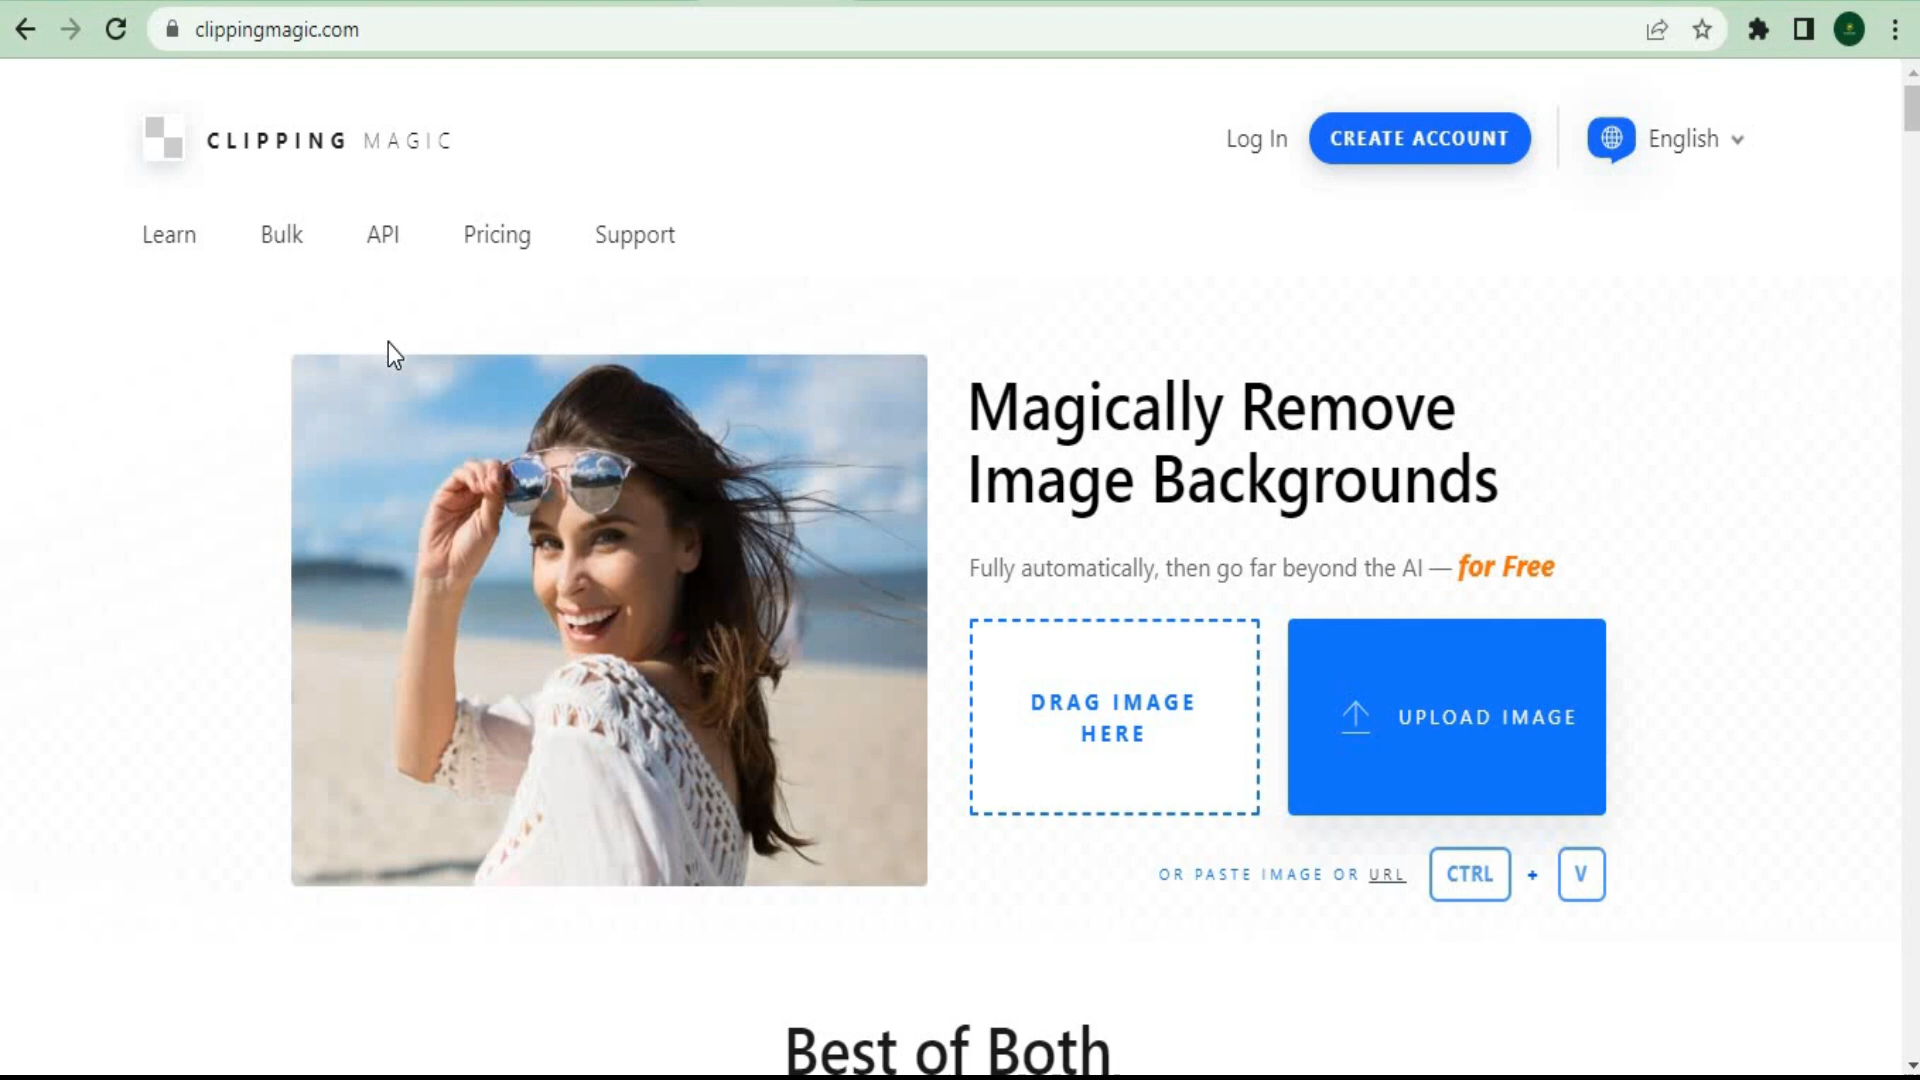 clippingmagic.com
CLIPPING MAGIC
Log In
CREATE ACCOUNT
English
Learn
Bulk
API
Pricing
Support
Magically Remove
Image Backgrounds
Fully automatically, then go far beyond the AI — for Free
DRAG IMAGE
HERE
UPLOAD IMAGE
OR PASTE IMAGE OR URL
CTRL + V
Best of Both